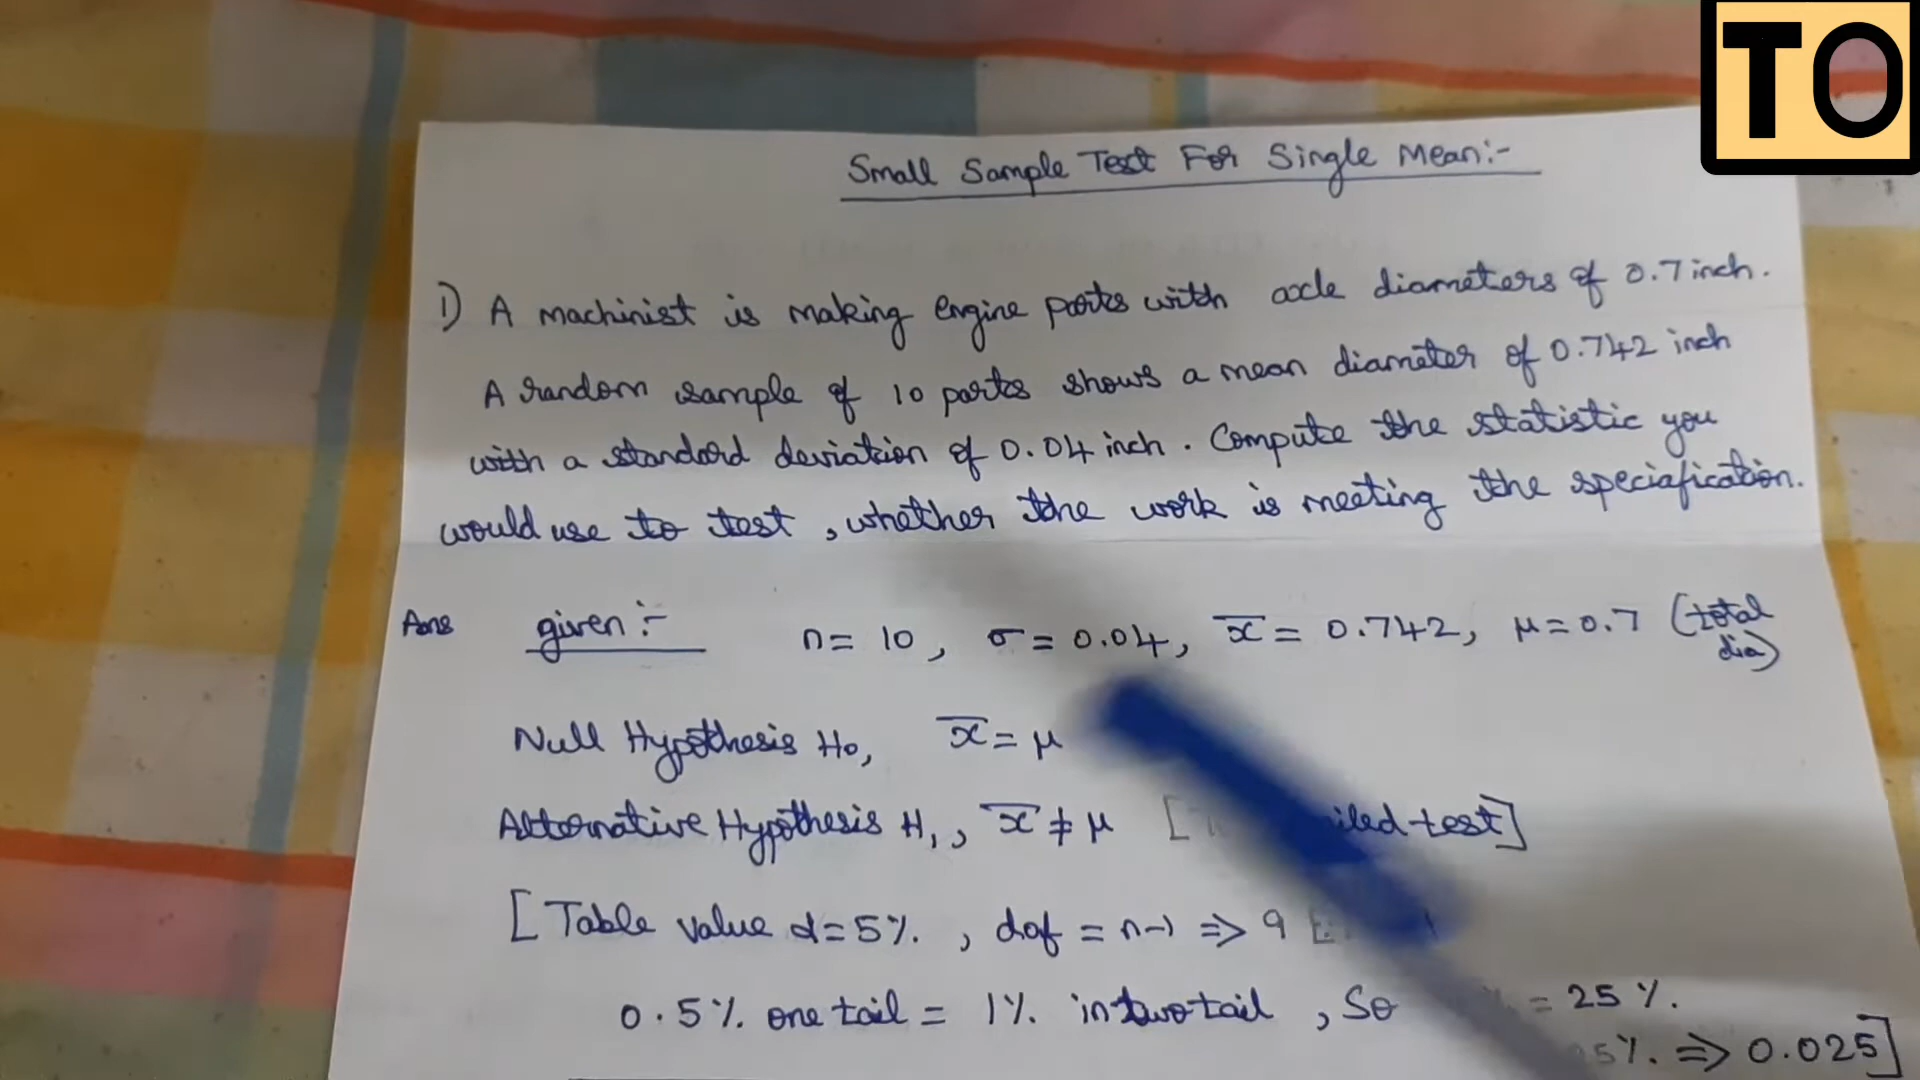 TO
Small Sample Test For Single Mean:-
1) A machinist is making engine parts with axle diameters of 0.7 inch.
A random sample of 10 parts shows a mean diameter of 0.742 inch
with a standard deviation of 0.04 inch. Compute the statistic you
would use to test, whether the work is meeting the speciafication.
Ans given:- n = 10, σ = 0.04, x̄ = 0.742, μ = 0.7 (total
dia)
Null Hypothesis H₀, x̄ = μ
Alternative Hypothesis H₁, x̄ ≠ μ [ test]
[Table value α = 5%, dof = n-1 => 9
0.5% one tail = 1% in two tail, So = 25%.
5% => 0.025]